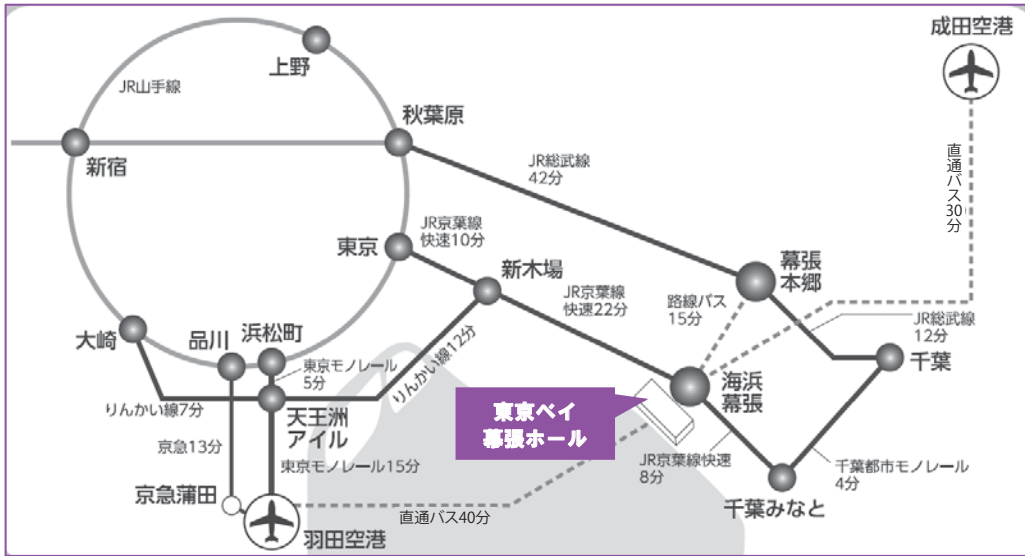 成田空港
上野
JR山手線
秋葉原
新宿
JR総武線
42分
直通バス30分
JR京葉線
快速10分
東京
新木場
幕張
本郷
JR京葉線
快速22分
路線バス
15分
JR総武線
12分
大崎
品川
浜松町
千葉
東京モノレール
5分
りんかい線12分
海浜
幕張
りんかい線7分
天王洲
アイル
東京ベイ
幕張ホール
京急13分
東京モノレール15分
JR京葉線快速
8分
千葉都市モノレール
4分
京急蒲田
千葉みなと
直通バス40分
羽田空港